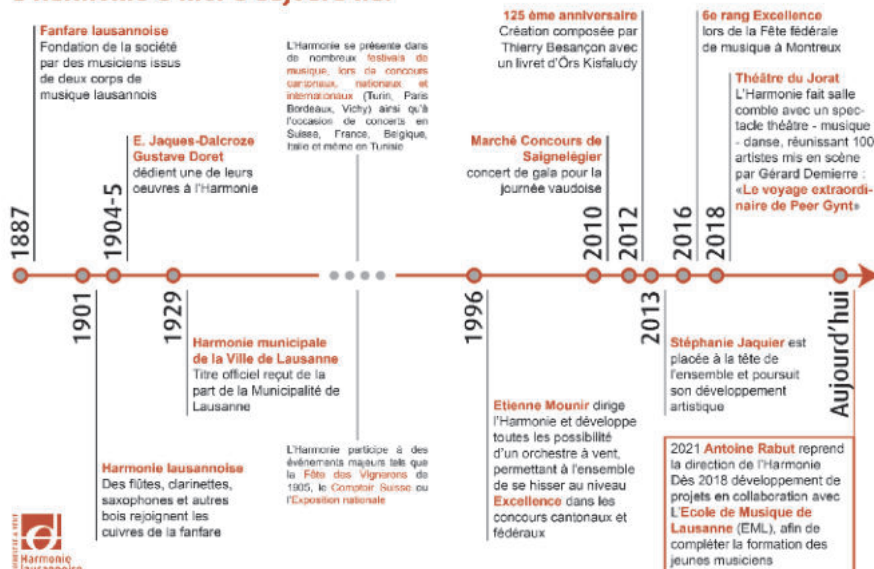 Fanfare lausannoise
Fondation de la société
par des musiciens issus
de deux corps de
musique lausannois
1887
E. Jaques-Dalcroze
Gustave Doret
dédient une de leurs
oeuvres à l'Harmonie
1904-5
L'Harmonie se présente dans
de nombreux festivals de
musique, lors de concours
cantonaux, nationaux et
internationaux (Turin, Paris
Bordeaux, Vichy) ainsi qu'à
l'occasion de concerts en
Suisse, France, Belgique,
Italie et même en Tunisie
Marché Concours de
Saignelégier
concert de gala pour la
journée vaudoise
2010
125 ème anniversaire
Création composée par
Thierry Besançon avec
un livret d'Örs Kisfaludy
2012
6e rang Excellence
lors de la Fête fédérale
de musique à Montreux
2016
Théâtre du Jorat
L'Harmonie fait salle
comble avec un spec-
tacle théâtre - musique
- danse, réunissant 100
artistes mis en scène
par Gérard Demierre :
«Le voyage extraordi-
naire de Peer Gynt»
2018
1901
Harmonie lausannoise
Des flûtes, clarinettes,
saxophones et autres
bois rejoignent les
cuivres de la fanfare
1929
Harmonie municipale
de la Ville de Lausanne
Titre officiel reçut de la
part de la Municipalité de
Lausanne
L'Harmonie participe à des
événements majeurs tels que
la Fête des Vignerons de
1905, le Comptoir Suisse ou
l'Exposition nationale
1996
Etienne Mounir dirige
l'Harmonie et développe
toutes les possibilité
d'un orchestre à vent,
permettant à l'ensemble
de se hisser au niveau
Excellence dans les
concours cantonaux et
fédéraux
2013
Stéphanie Jaquier est
placée à la tête de
l'ensemble et poursuit
son développement
artistique
Aujourd'hui
2021 Antoine Rabut reprend
la direction de l'Harmonie
Dès 2018 développement de
projets en collaboration avec
L'Ecole de Musique de
Lausanne (EML), afin de
compléter la formation des
jeunes musiciens
Harmonie
lausannoise